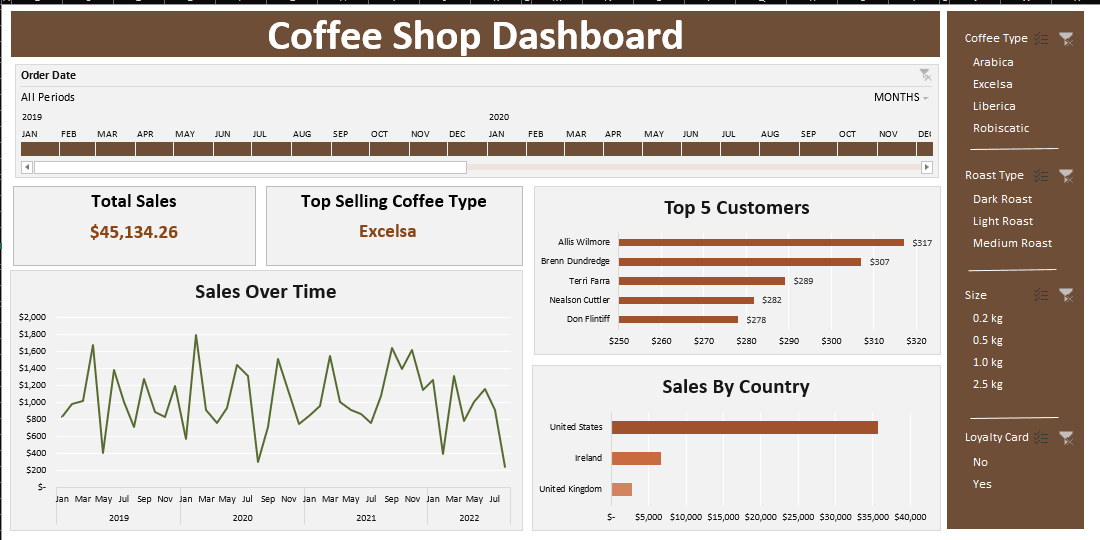 Coffee Shop Dashboard
Order Date
All Periods
MONTHS
2019 2020
JAN FEB MAR APR MAY JUN JUL AUG SEP OCT NOV DEC JAN FEB MAR APR MAY JUN JUL AUG SEP OCT NOV DEC
Total Sales
$45,134.26
Top Selling Coffee Type
Excelsa
Sales Over Time
$2,000
$1,800
$1,600
$1,400
$1,200
$1,000
$800
$600
$400
$200
$-
Jan Mar May Jul Sep Nov Jan Mar May Jul Sep Nov Jan Mar May Jul Sep Nov Jan Mar May Jul
2019 2020 2021 2022
Top 5 Customers
Allis Wilmore $317
Brenn Dundredge $307
Terri Farra $289
Nealson Cuttler $282
Don Flintiff $278
$250 $260 $270 $280 $290 $300 $310 $320
Sales By Country
United States
Ireland
United Kingdom
$- $5,000 $10,000 $15,000 $20,000 $25,000 $30,000 $35,000 $40,000
Coffee Type
Arabica
Excelsa
Liberica
Robiscatic
Roast Type
Dark Roast
Light Roast
Medium Roast
Size
0.2 kg
0.5 kg
1.0 kg
2.5 kg
Loyalty Card
No
Yes